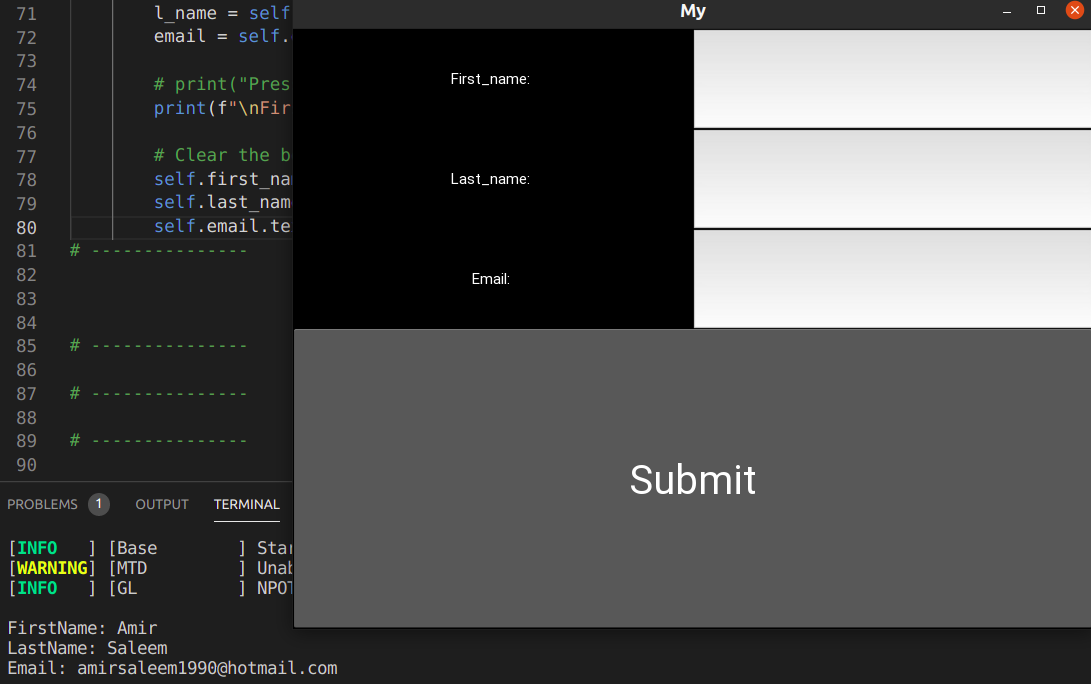 71 l_name = self
72 email = self.
73
74 # print("Pres
75 print(f"\nFir
76
77 # Clear the b
78 self.first_na
79 self.last_nam
80 self.email.te
81 # ---------------
82
83
84
85 # ---------------
86
87 # ---------------
88
89 # ---------------
90
My
First_name:
Last_name:
Email:
Submit
PROBLEMS 1 OUTPUT TERMINAL
[INFO   ] [Base        ] Star
[WARNING] [MTD         ] Unab
[INFO   ] [GL          ] NPOT
FirstName: Amir
LastName: Saleem
Email: amirsaleem1990@hotmail.com